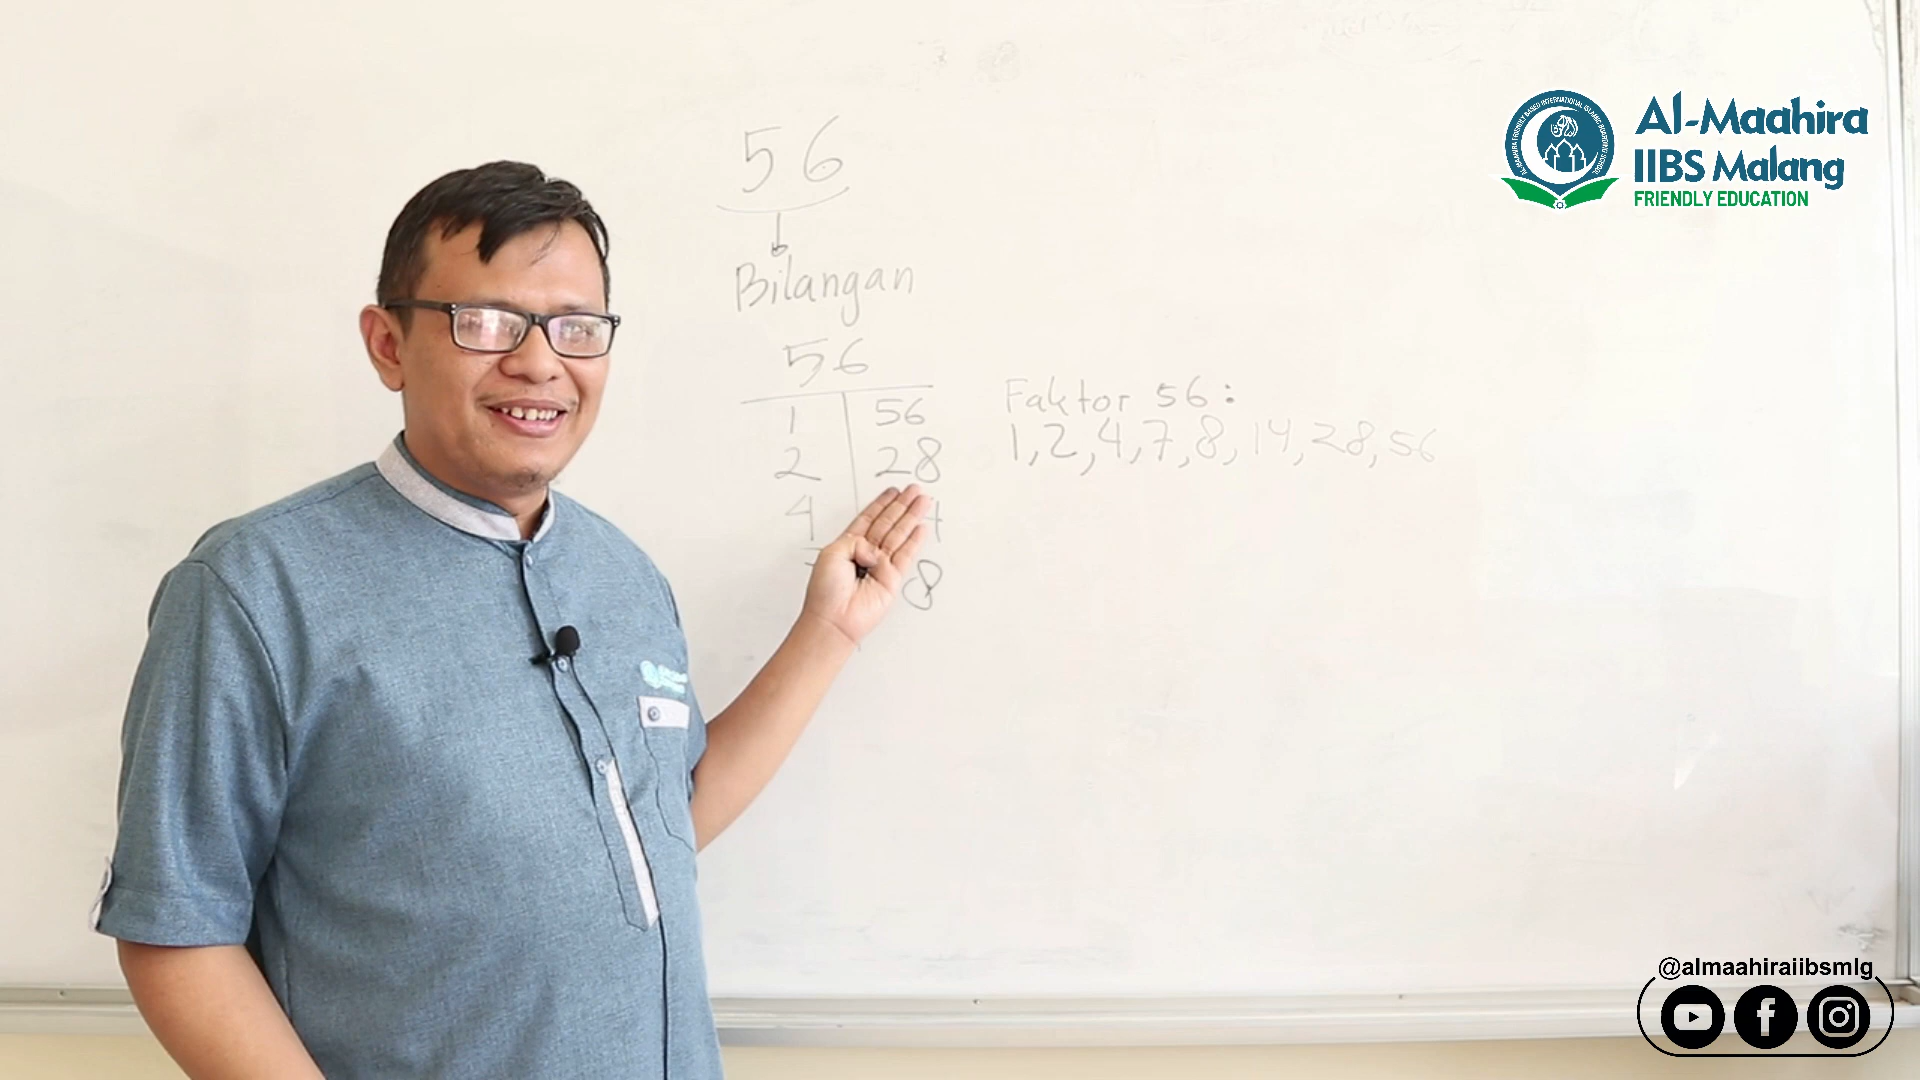 56
Bilangan
56
1 56
2 28
4
8
Faktor 56:
1, 2, 4, 7, 8, 14, 28, 56
Al-Maahira
IIBS Malang
FRIENDLY EDUCATION
@almaahiraiibsmlg